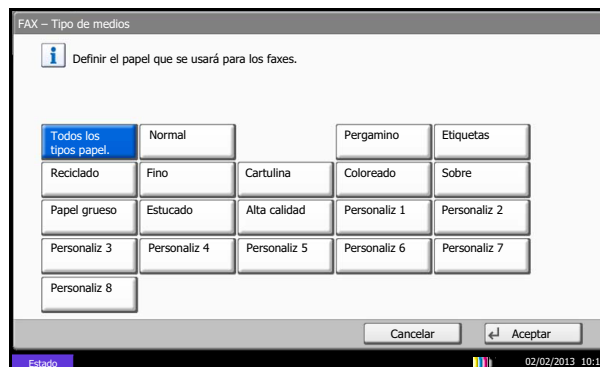 FAX – Tipo de medios
Definir el papel que se usará para los faxes.
Todos los
tipos papel.
Normal
Pergamino
Etiquetas
Reciclado
Fino
Cartulina
Coloreado
Sobre
Papel grueso
Estucado
Alta calidad
Personaliz 1
Personaliz 2
Personaliz 3
Personaliz 4
Personaliz 5
Personaliz 6
Personaliz 7
Personaliz 8
Cancelar
Aceptar
Estado
02/02/2013 10:1